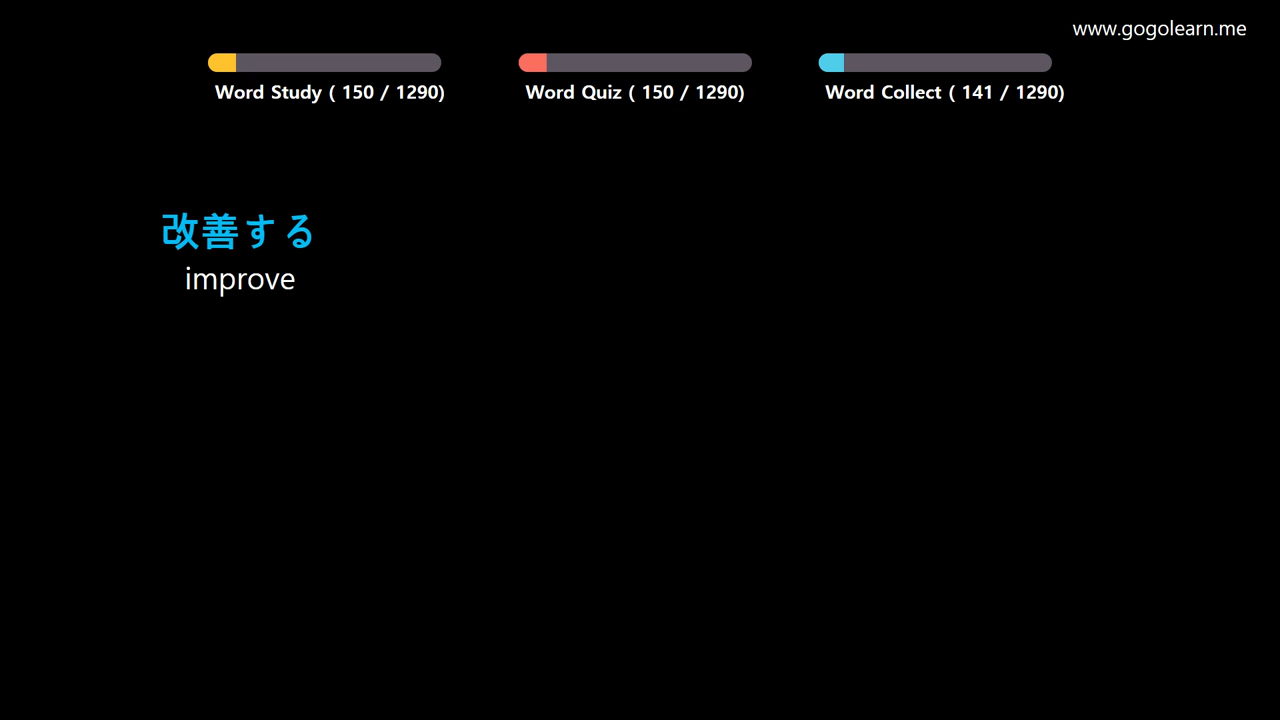 www.gogolearn.me
Word Study ( 150 / 1290)
Word Quiz ( 150 / 1290)
Word Collect ( 141 / 1290)
改善する
improve